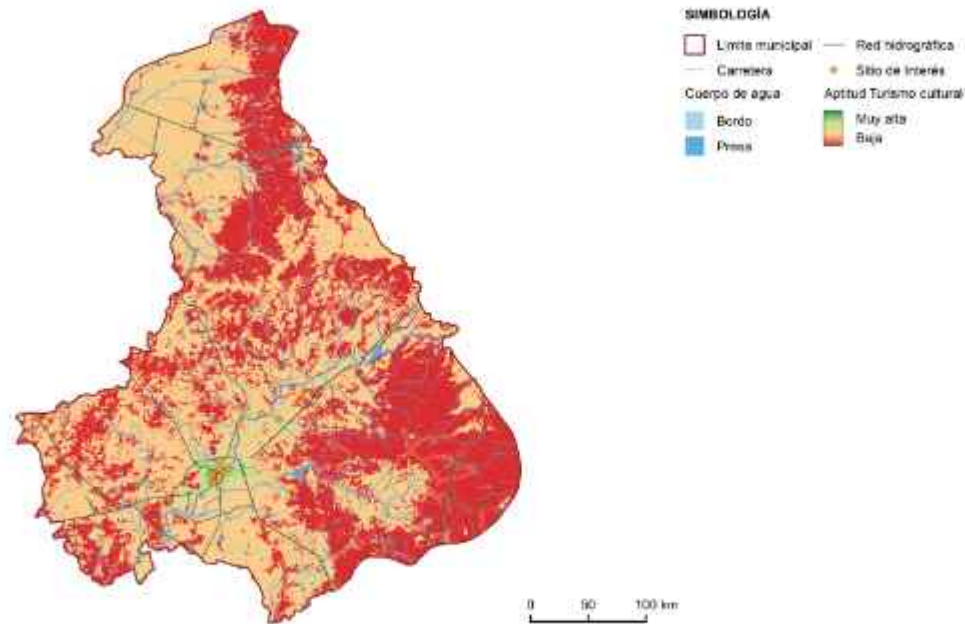 SIMBOLOGÍA
Límite municipal
Red hidrográfica
Carretera
Sitio de Interés
Cuerpo de agua
Aptitud Turismo cultural
Bordo
Muy alta
Presa
Baja
0 50 100 km